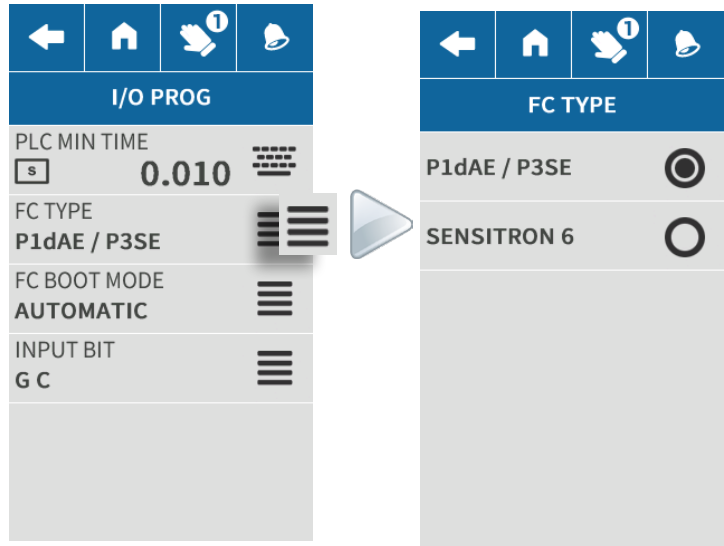 1
I/O PROG
PLC MIN TIME
s 0.010
FC TYPE
P1dAE / P3SE
FC BOOT MODE
AUTOMATIC
INPUT BIT
G C
1
FC TYPE
P1dAE / P3SE
SENSITRON 6